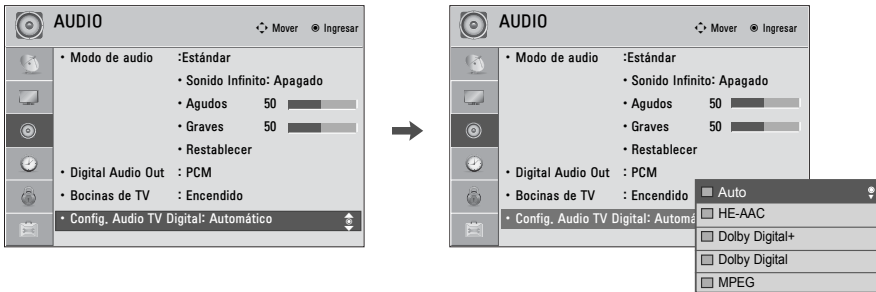 AUDIO
Mover
Ingresar
• Modo de audio :Estándar
• Sonido Infinito: Apagado
• Agudos 50
• Graves 50
• Restablecer
• Digital Audio Out : PCM
• Bocinas de TV : Encendido
• Config. Audio TV Digital: Automático
AUDIO
Mover
Ingresar
• Modo de audio :Estándar
• Sonido Infinito: Apagado
• Agudos 50
• Graves 50
• Restablecer
• Digital Audio Out : PCM
• Bocinas de TV : Encendido
• Config. Audio TV Digital: Automá
Auto
HE-AAC
Dolby Digital+
Dolby Digital
MPEG